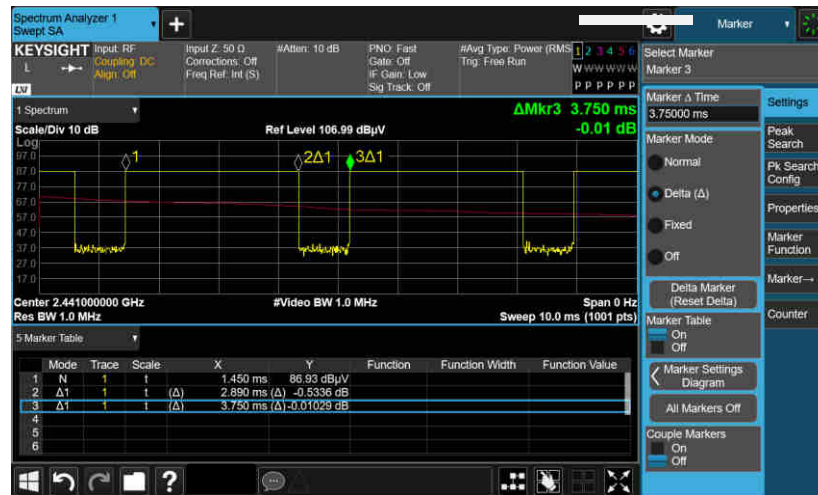 Spectrum Analyzer 1
Swept SA
Marker
KEYSIGHT
L
LXI
Input: RF
Coupling: DC
Align: Off
Input Z: 50 Ω
Corrections: Off
Freq Ref: Int (S)
#Atten: 10 dB
PNO: Fast
Gate: Off
IF Gain: Low
Sig Track: Off
#Avg Type: Power (RMS
Trig: Free Run
1 2 3 4 5 6
W W W W W W
P P P P P P
Select Marker
Marker 3
1 Spectrum
ΔMkr3 3.750 ms
-0.01 dB
Scale/Div 10 dB
Ref Level 106.99 dBµV
Log
97.0
87.0
77.0
67.0
57.0
47.0
37.0
27.0
17.0
1
2Δ1
3Δ1
Center 2.441000000 GHz
#Video BW 1.0 MHz
Span 0 Hz
Res BW 1.0 MHz
Sweep 10.0 ms (1001 pts)
5 Marker Table
Mode Trace Scale X Y Function Function Width Function Value
1 N 1 t 1.450 ms 86.93 dBµV
2 Δ1 1 t (Δ) 2.890 ms (Δ) -0.5336 dB
3 Δ1 1 t (Δ) 3.750 ms (Δ) -0.01029 dB
4
5
6
?
Marker Δ Time
3.75000 ms
Marker Mode
Normal
Delta (Δ)
Fixed
Off
Delta Marker
(Reset Delta)
Marker Table
On
Off
Marker Settings
Diagram
All Markers Off
Couple Markers
On
Off
Settings
Peak
Search
Pk Search
Config
Properties
Marker
Function
Marker→
Counter